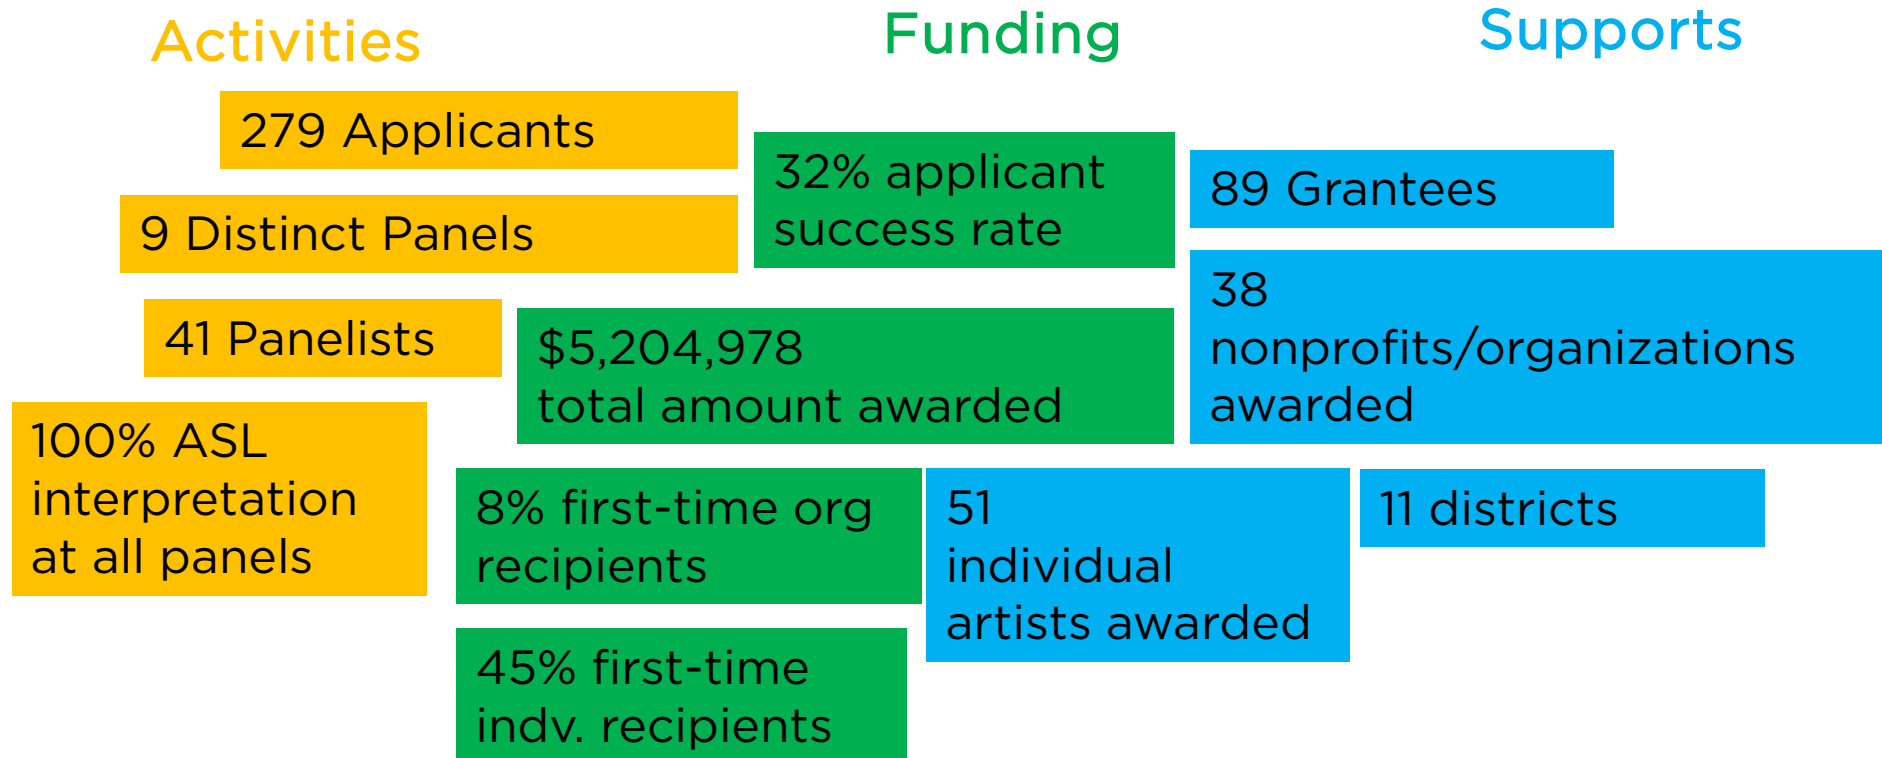 Activities
279 Applicants
9 Distinct Panels
41 Panelists
100% ASL
interpretation
at all panels
Funding
32% applicant
success rate
$5,204,978
total amount awarded
8% first-time org
recipients
45% first-time
indv. recipients
Supports
89 Grantees
38
nonprofits/organizations
awarded
51
individual
artists awarded
11 districts